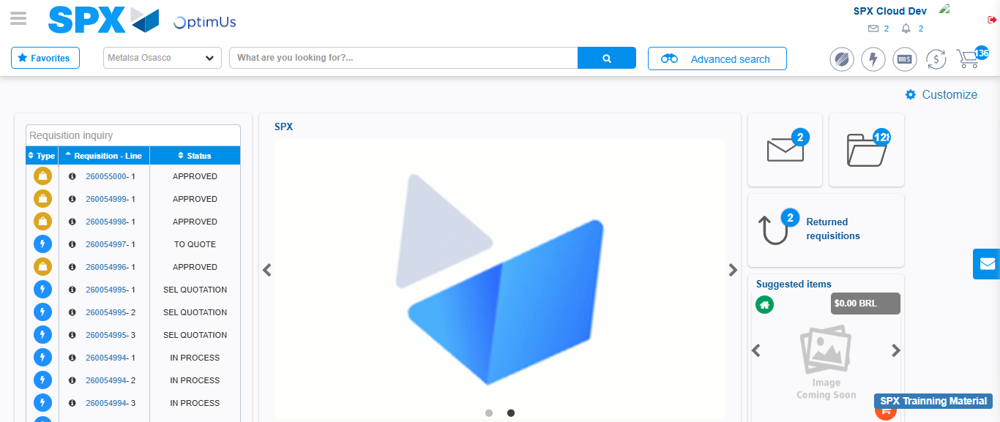 SPX OptimUs
SPX Cloud Dev
2 2
Favorites
Metalsa Osasco
What are you looking for?...
Advanced search
136
Customize
Requisition inquiry
Type Requisition - Line Status
260055000- 1 APPROVED
260054999- 1 APPROVED
260054998- 1 APPROVED
260054997- 1 TO QUOTE
260054996- 1 APPROVED
260054995- 1 SEL QUOTATION
260054995- 2 SEL QUOTATION
260054995- 3 SEL QUOTATION
260054994- 1 IN PROCESS
260054994- 2 IN PROCESS
260054994- 3 IN PROCESS
SPX
2
2
Returned
requisitions
Suggested items
$0.00 BRL
Image
Coming Soon
SPX Trainning Material